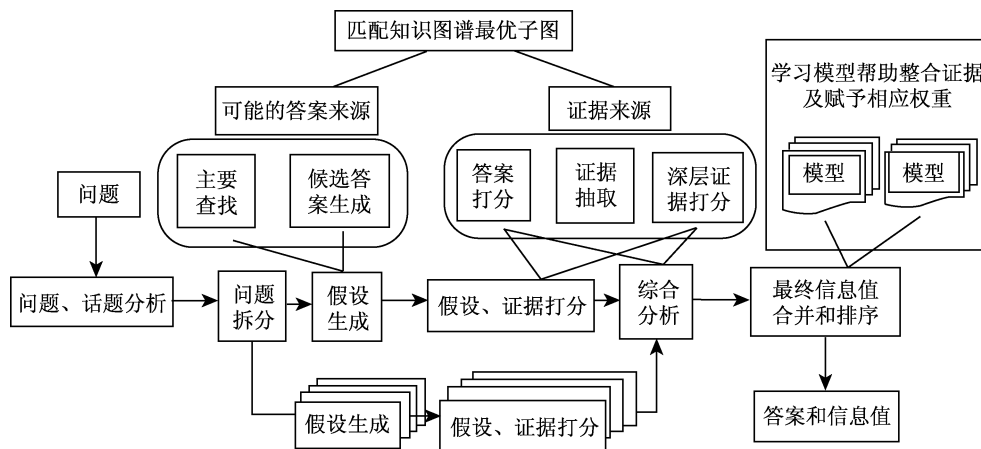 匹配知识图谱最优子图
学习模型帮助整合证据
及赋予相应权重
可能的答案来源
证据来源
主要
查找
候选答
案生成
答案
打分
证据
抽取
深层证
据打分
模型
模型
问题
问题、话题分析
问题
拆分
假设
生成
假设、证据打分
综合
分析
最终信息值
合并和排序
假设生成
假设、证据打分
答案和信息值